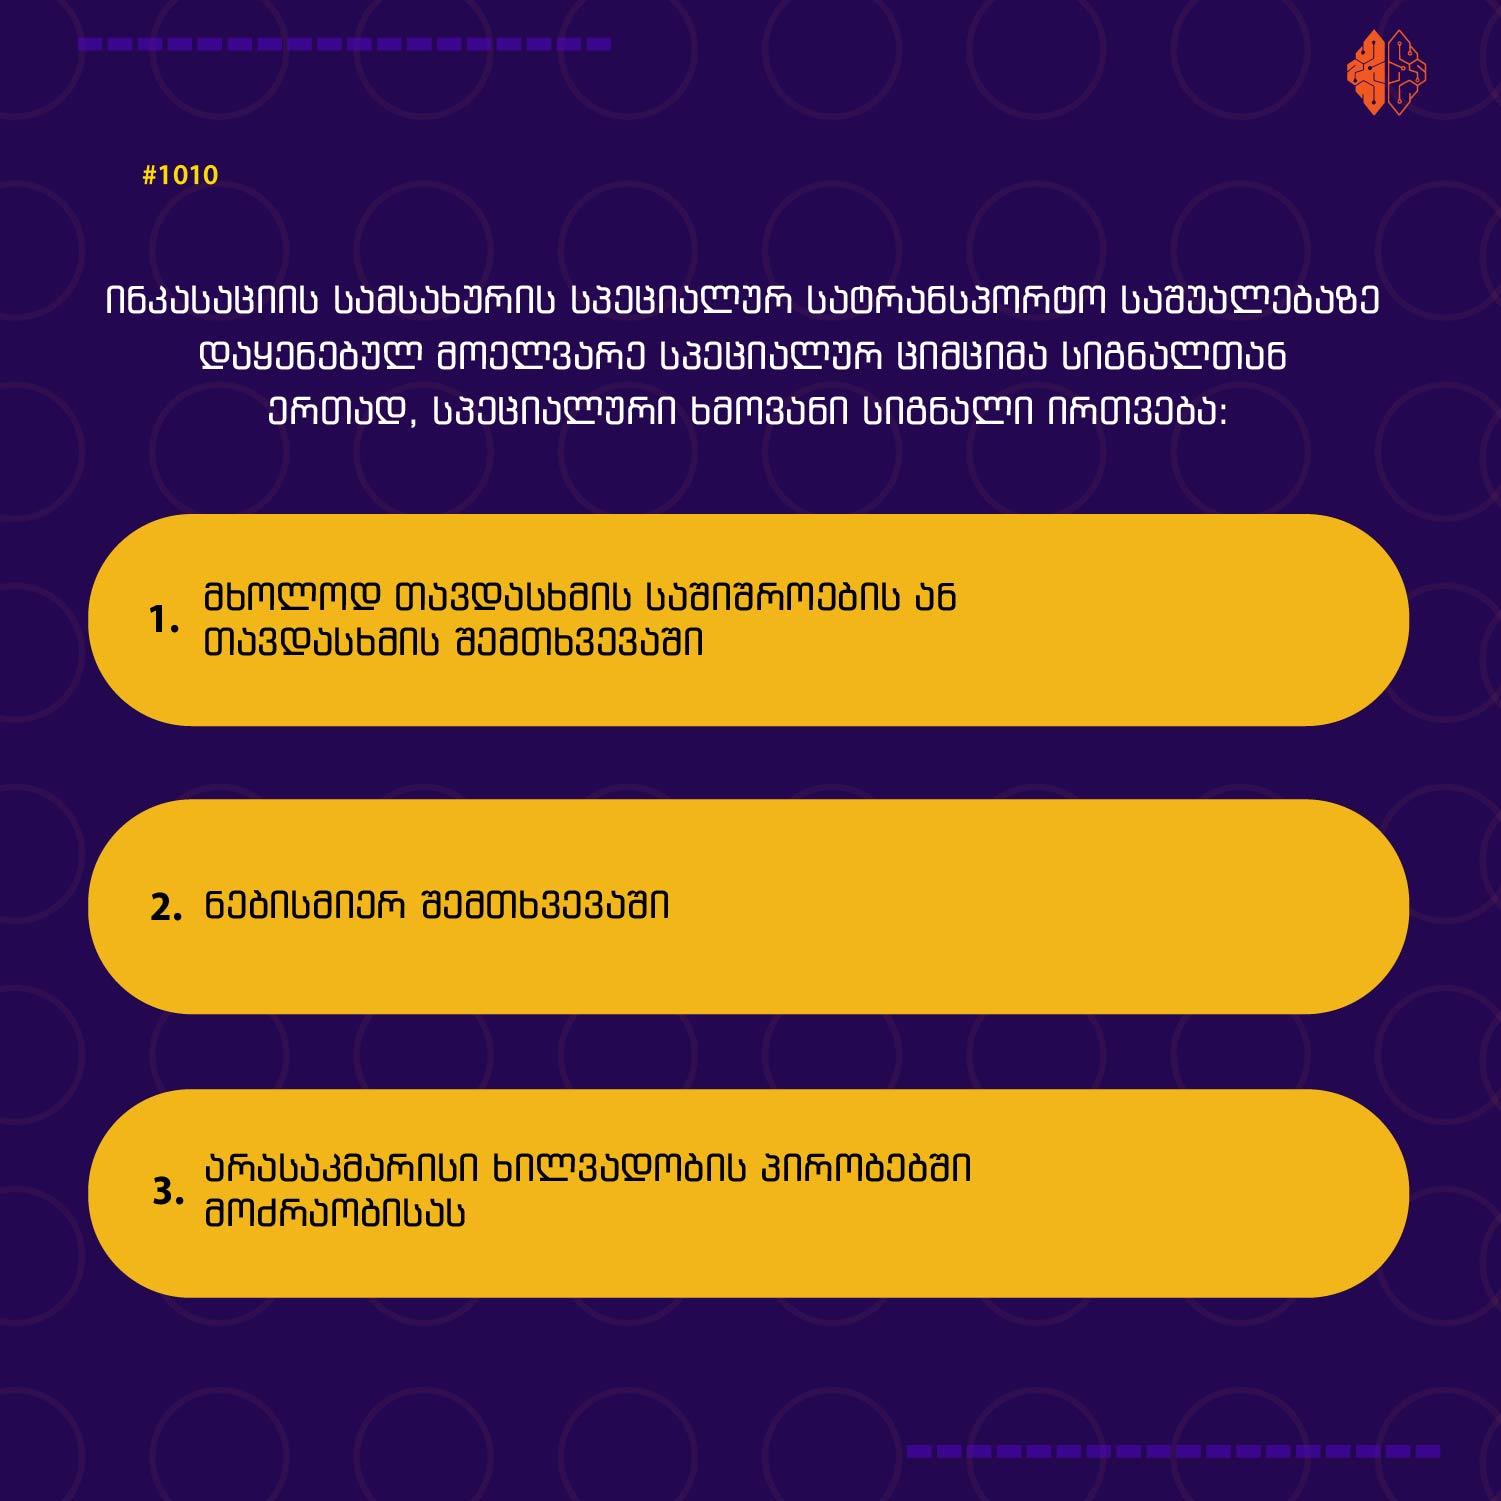 #1010
ინკასაციის სამსახურის სპეციალურ სატრანსპორტო საშუალებაზე
დაყენებულ მოელვარე სპეციალურ ციმციმა სიგნალთან
ერთად, სპეციალური ხმოვანი სიგნალი ირთვება:
1. მხოლოდ თავდასხმის საშიშროების ან
თავდასხმის შემთხვევაში
2. ნებისმიერ შემთხვევაში
3. არასაკმარისი ხილვადობის პირობებში
მოძრაობისას